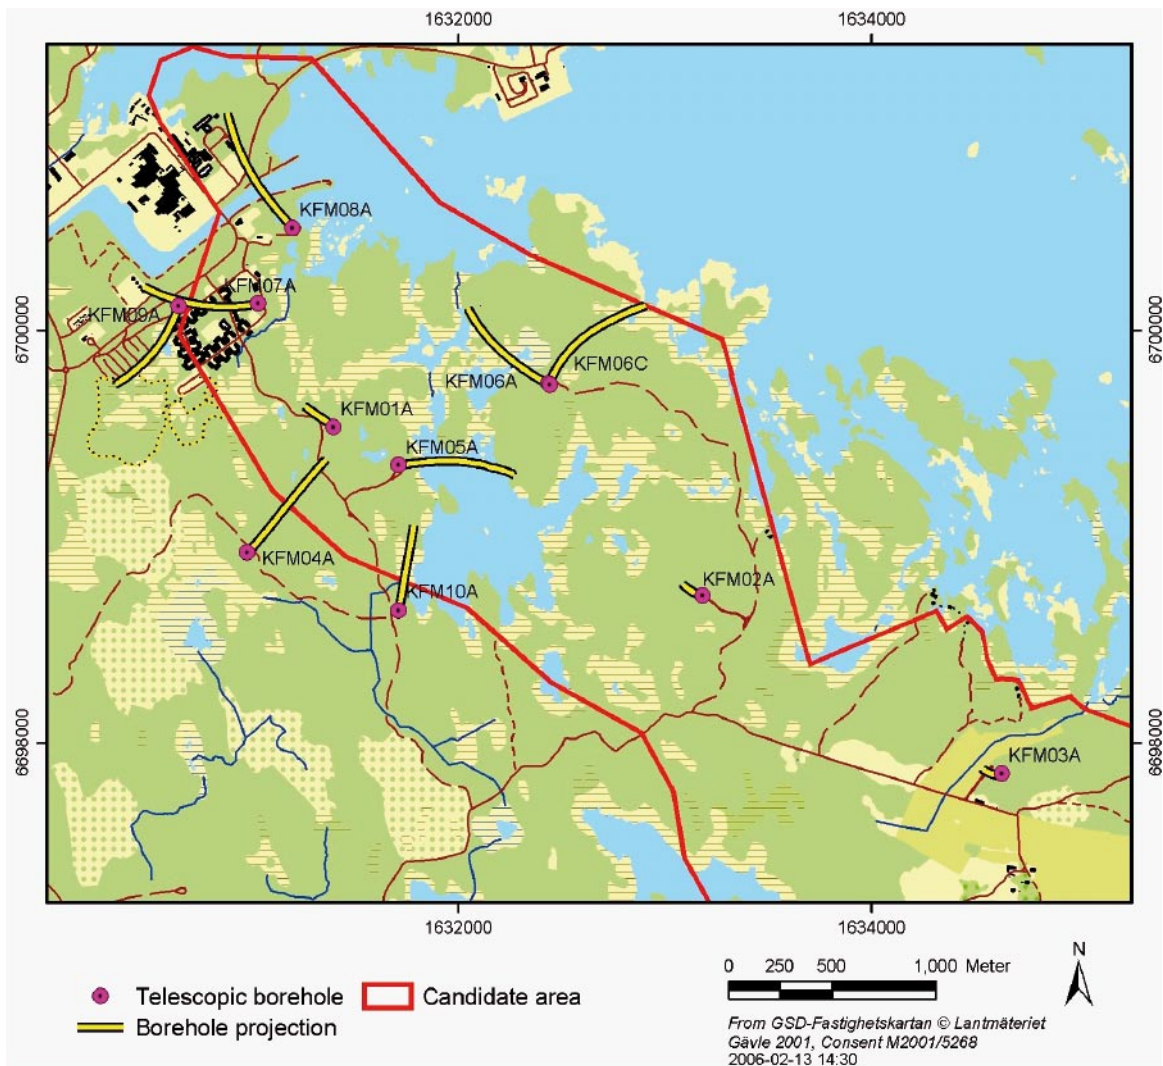 1632000
1634000
KFM08A
KFM07A
KFM09A
6700000
6700000
KFM06C
KFM06A
KFM01A
KFM05A
KFM04A
KFM10A
KFM02A
6698000
6698000
KFM03A
1632000
1634000
0 250 500 1,000 Meter
N
Telescopic borehole
Candidate area
Borehole projection
From GSD-Fastighetskartan © Lantmäteriet
Gävle 2001, Consent M2001/5268
2006-02-13 14:30